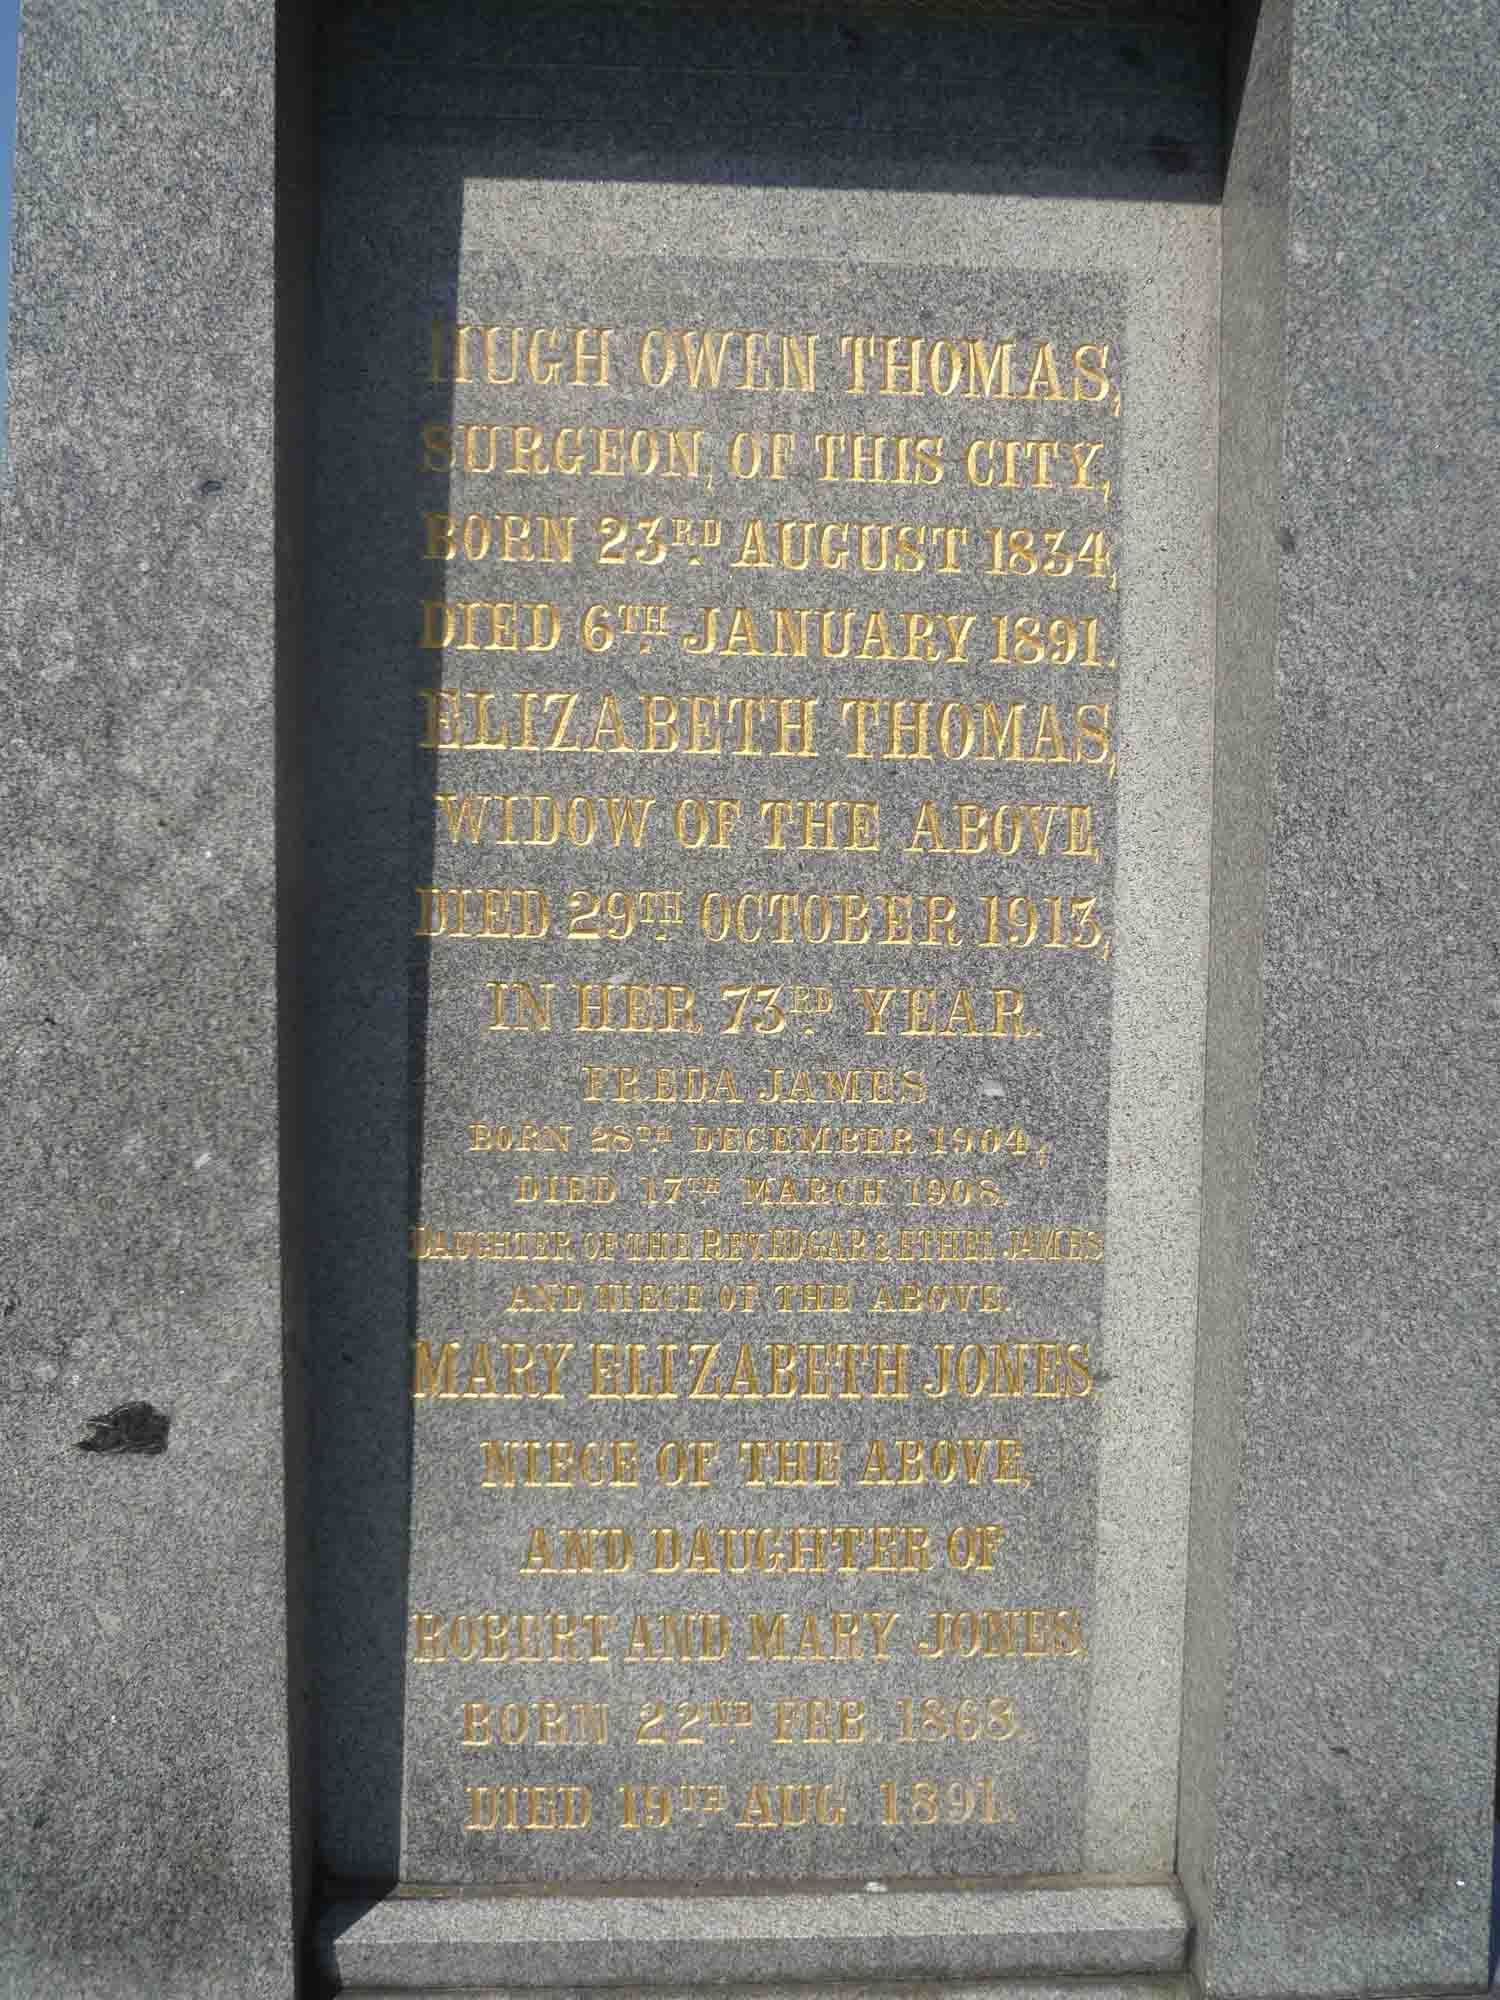 HUGH OWEN THOMAS,
SURGEON, OF THIS CITY,
BORN 23RD AUGUST 1834,
DIED 6TH JANUARY 1891.
ELIZABETH THOMAS,
WIDOW OF THE ABOVE,
DIED 29TH OCTOBER 1913,
IN HER 73RD YEAR.
FREDA JAMES
BORN 28TH DECEMBER 1904,
DIED 17TH MARCH 1908.
DAUGHTER OF THE REV. EDGAR & ETHEL JAMES
AND NIECE OF THE ABOVE.
MARY ELIZABETH JONES,
NIECE OF THE ABOVE,
AND DAUGHTER OF
ROBERT AND MARY JONES.
BORN 22ND FEB. 1868.
DIED 19TH AUG. 1891.